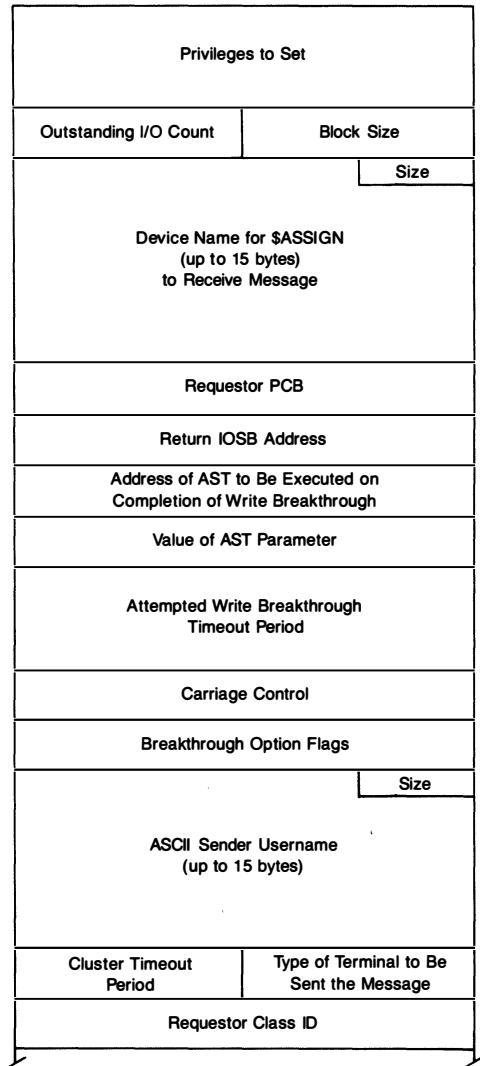 Privileges to Set
Outstanding I/O Count
Block Size
Size
Device Name for $ASSIGN
(up to 15 bytes)
to Receive Message
Requestor PCB
Return IOSB Address
Address of AST to Be Executed on
Completion of Write Breakthrough
Value of AST Parameter
Attempted Write Breakthrough
Timeout Period
Carriage Control
Breakthrough Option Flags
Size
ASCII Sender Username
(up to 15 bytes)
Cluster Timeout
Period
Type of Terminal to Be
Sent the Message
Requestor Class ID